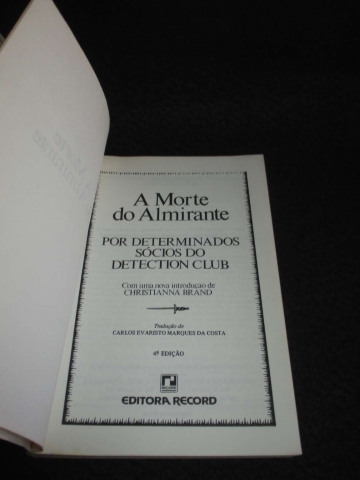 A Morte
do Almirante
POR DETERMINADOS
SÓCIOS DO
DETECTION CLUB
Com uma nova introdução de
CHRISTIANNA BRAND
Tradução de
CARLOS EVARISTO MARQUES DA COSTA
4ª EDIÇÃO
EDITORA RECORD